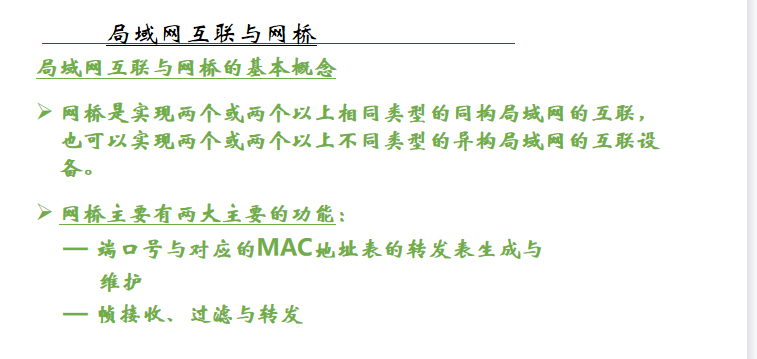 局域网互联与网桥
局域网互联与网桥的基本概念
➢ 网桥是实现两个或两个以上相同类型的同构局域网的互联，
也可以实现两个或两个以上不同类型的异构局域网的互联设
备。
➢ 网桥主要有两大主要的功能：
— 端口号与对应的MAC地址表的转发表生成与
维护
— 帧接收、过滤与转发